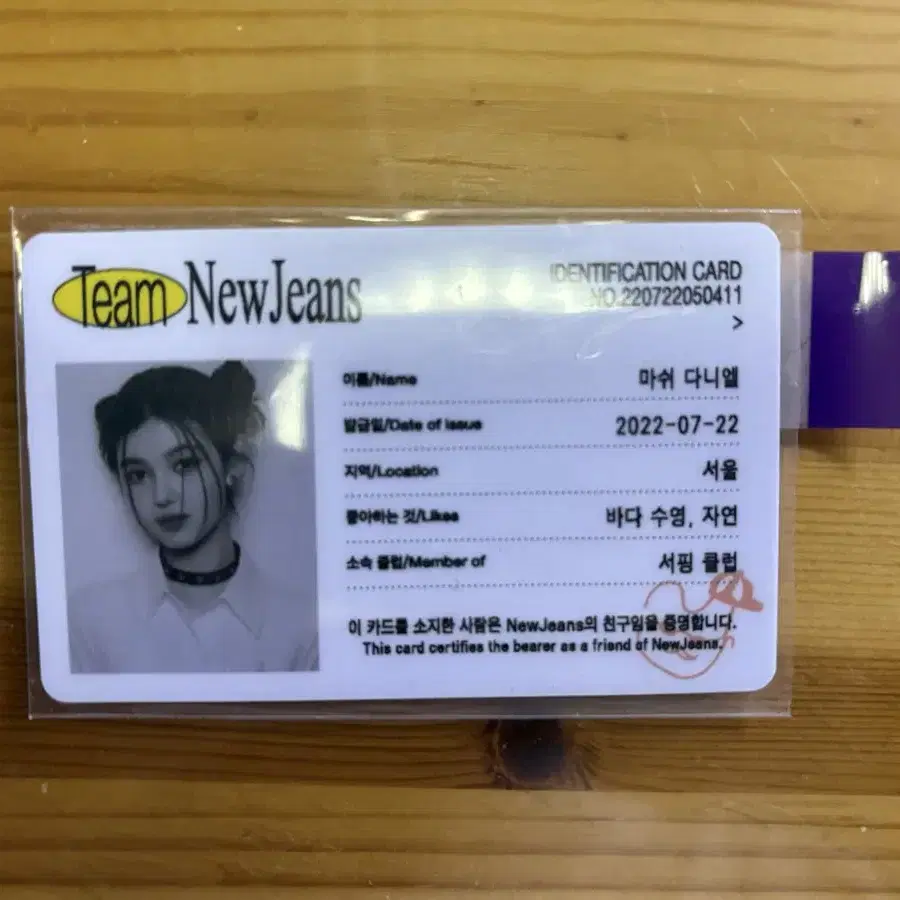 Team NewJeans
IDENTIFICATION CARD
NO.220722050411
>
이름/Name 마쉬 다니엘
발급일/Date of issue 2022-07-22
지역/Location 서울
좋아하는 것/Likes 바다 수영, 자연
소속 클럽/Member of 서핑 클럽
이 카드를 소지한 사람은 NewJeans의 친구임을 증명합니다.
This card certifies the bearer as a friend of NewJeans.